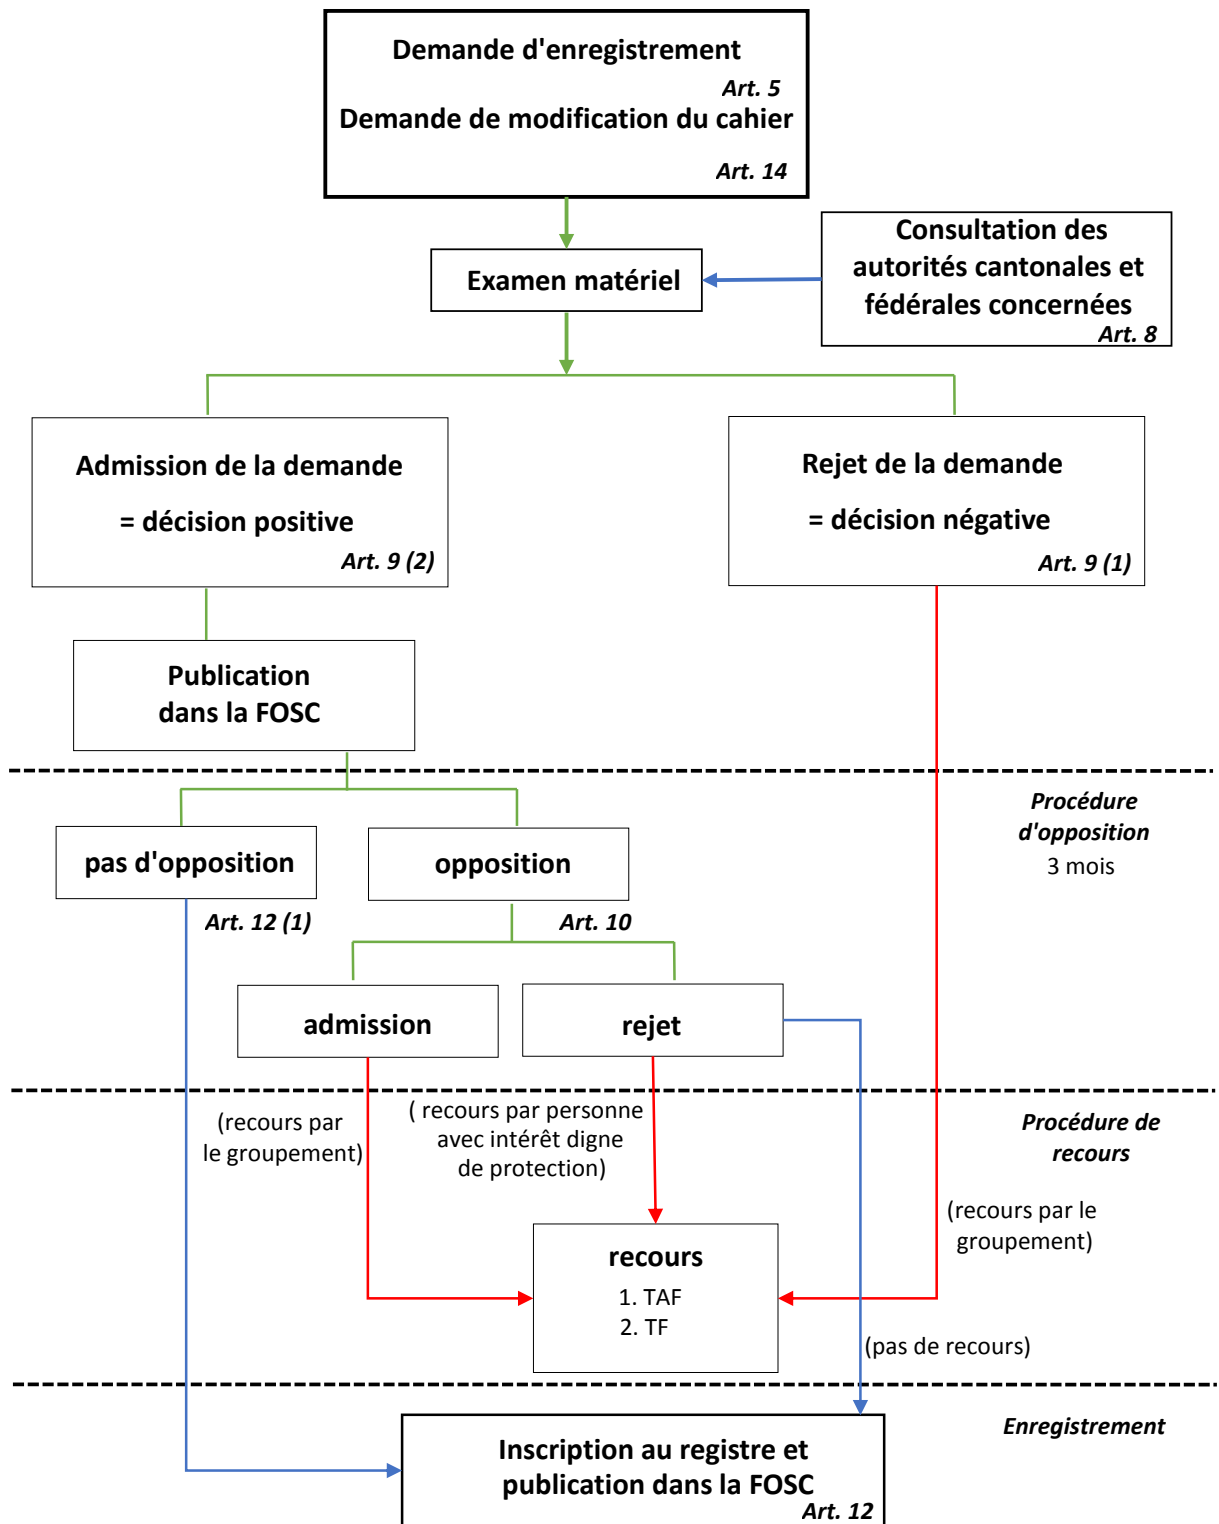 Demande d'enregistrement
Art. 5
Demande de modification du cahier
Art. 14
Consultation des
autorités cantonales et
fédérales concernées
Art. 8
Examen matériel
Admission de la demande
= décision positive
Art. 9 (2)
Rejet de la demande
= décision négative
Art. 9 (1)
Publication
dans la FOSC
Procédure
d'opposition
3 mois
pas d'opposition
Art. 12 (1)
opposition
Art. 10
admission
rejet
(recours par
le groupement)
( recours par personne
avec intérêt digne
de protection)
Procédure de
recours
(recours par le
groupement)
recours
1. TAF
2. TF
(pas de recours)
Enregistrement
Inscription au registre et
publication dans la FOSC
Art. 12